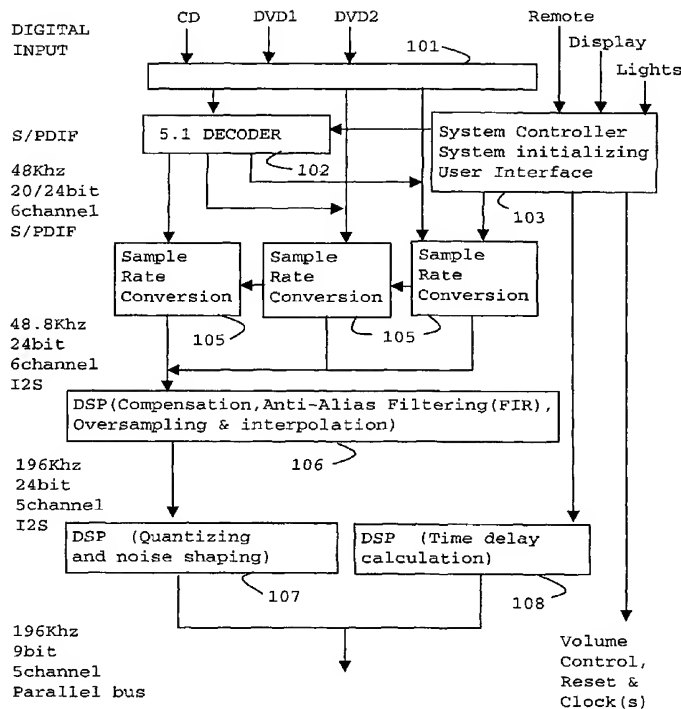 DIGITAL
INPUT
CD
DVD1
DVD2
Remote
Display
Lights
101
S/PDIF
5.1 DECODER
System Controller
System initializing
User Interface
102
103
48Khz
20/24bit
6channel
S/PDIF
Sample
Rate
Conversion
Sample
Rate
Conversion
Sample
Rate
Conversion
105
105
48.8Khz
24bit
6channel
I2S
DSP(Compensation,Anti-Alias Filtering(FIR),
Oversampling & interpolation)
106
196Khz
24bit
5channel
I2S
DSP (Quantizing
and noise shaping)
DSP (Time delay
calculation)
107
108
196Khz
9bit
5channel
Parallel bus
Volume
Control,
Reset &
Clock(s)